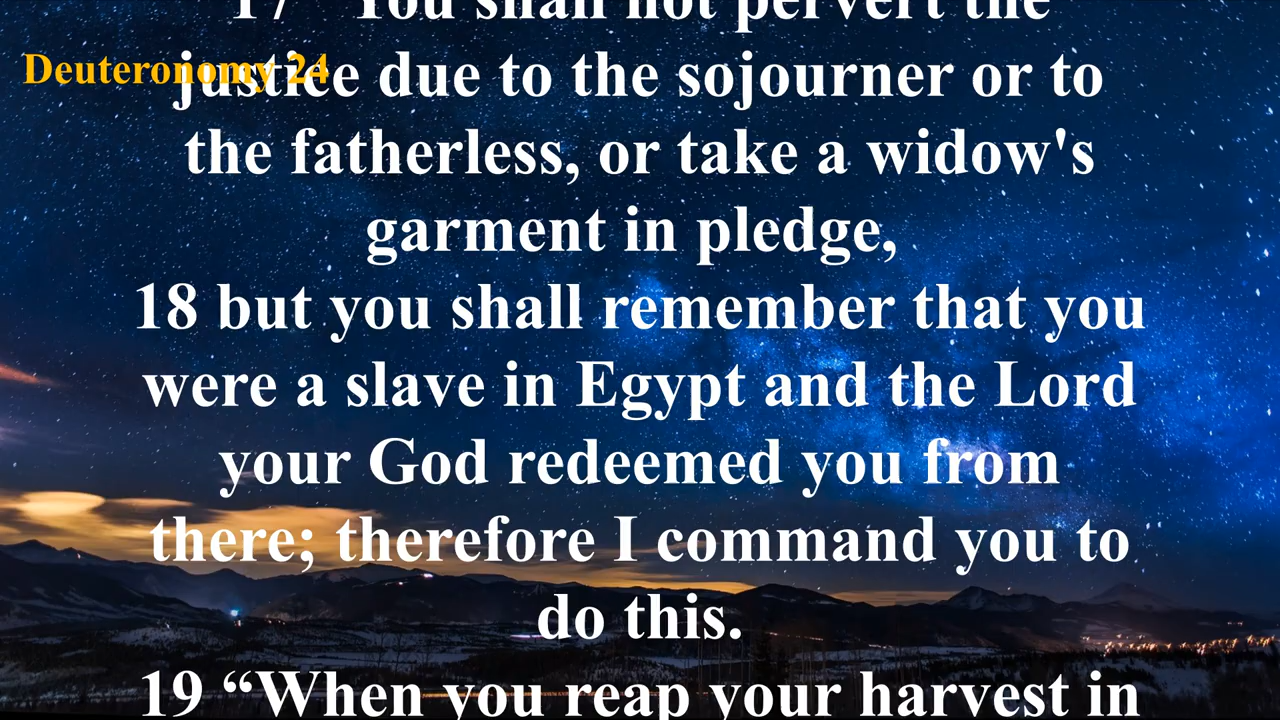 17 “You shall not pervert the
Deuteronomy 24
justice due to the sojourner or to
the fatherless, or take a widow's
garment in pledge,
18 but you shall remember that you
were a slave in Egypt and the Lord
your God redeemed you from
there; therefore I command you to
do this.
19 “When you reap your harvest in